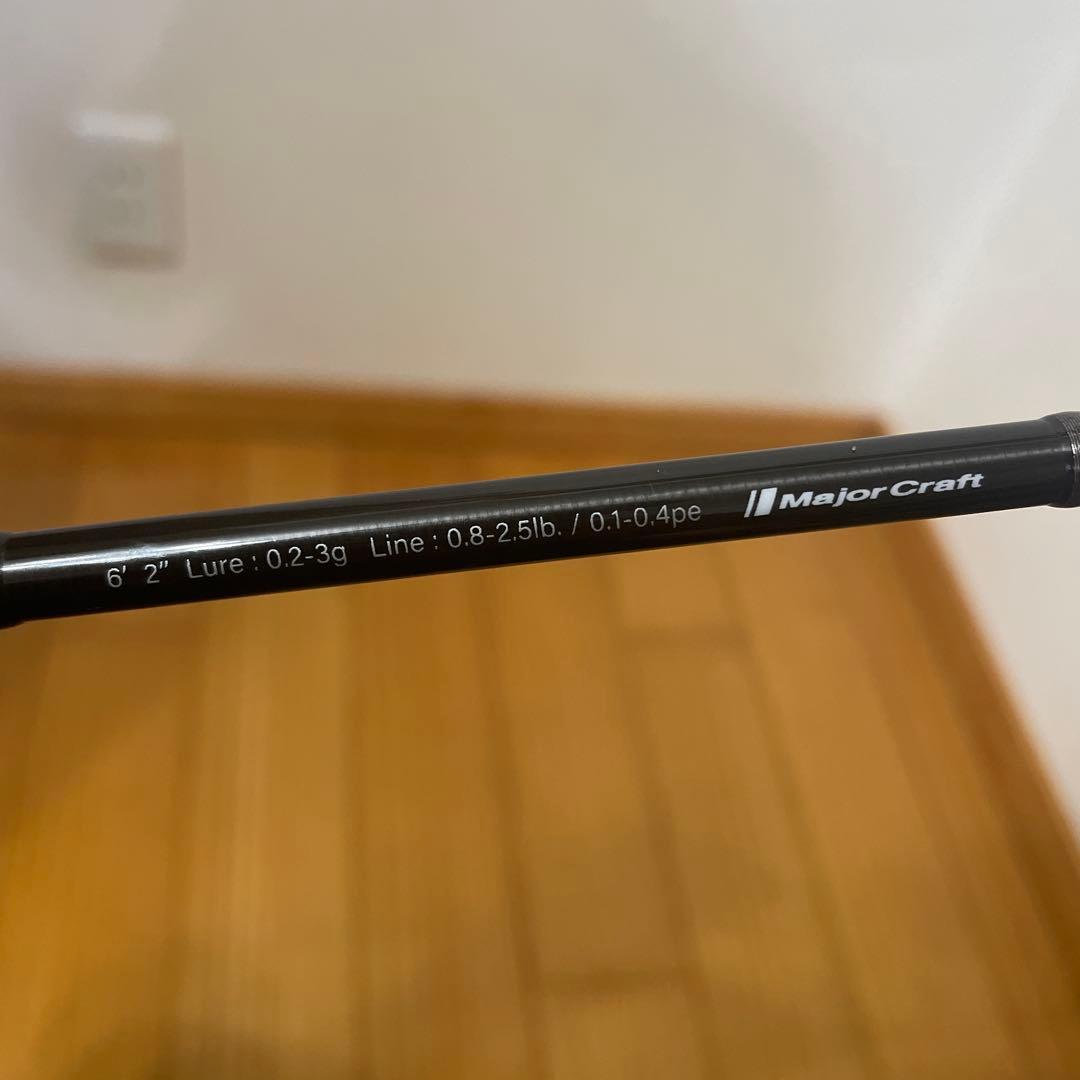 6' 2" Lure : 0.2-3g Line : 0.8-2.5lb. / 0.1-0.4pe Major Craft